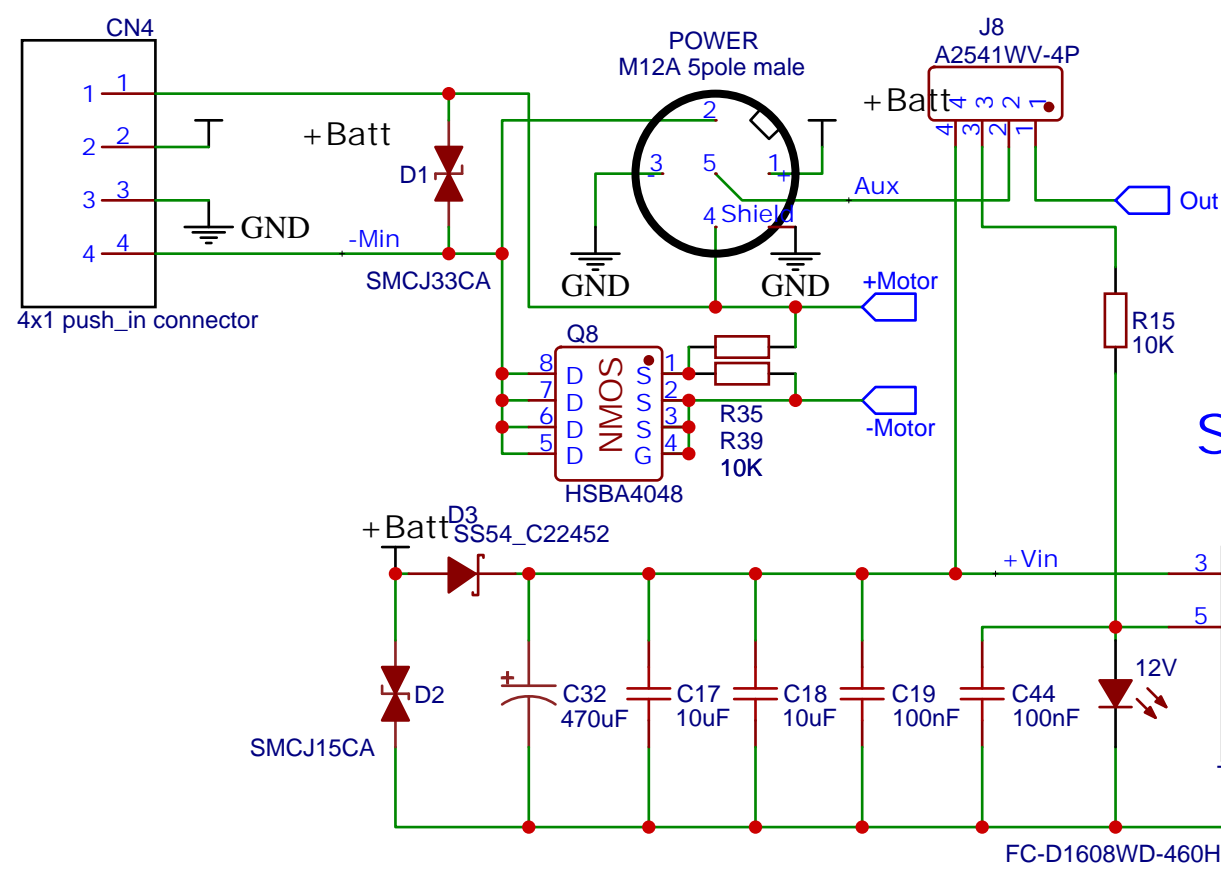 CN4
1 1
2 2
3 3
4 4
4x1 push_in connector
+Batt
GND
-Min
D1
SMCJ33CA
POWER
M12A 5pole male
2
3
-
5
1
+
4 Shield
GND
GND
J8
A2541WV-4P
+Batt
4 3 2 1
4 3 2 1
Aux
Out
+Motor
-Motor
R15
10K
Q8
NMOS
8 D S 1
7 D S 2
6 D S 3
5 D G 4
HSBA4048
R35
R39
10K
S
+Batt
D3
SS54_C22452
+Vin
3
5
D2
SMCJ15CA
+
C32
470uF
C17
10uF
C18
10uF
C19
100nF
C44
100nF
12V
FC-D1608WD-460H